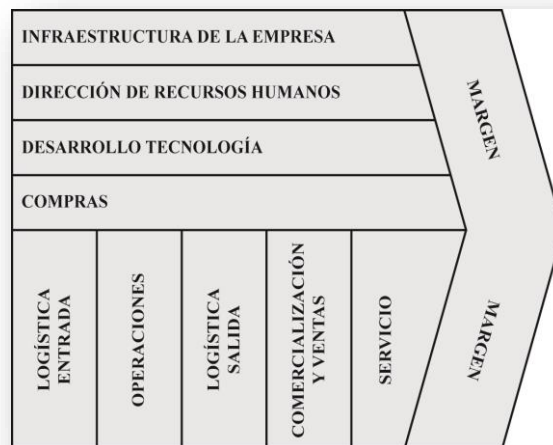 INFRAESTRUCTURA DE LA EMPRESA
DIRECCIÓN DE RECURSOS HUMANOS
DESARROLLO TECNOLOGÍA
COMPRAS
MARGEN
LOGÍSTICA
ENTRADA
OPERACIONES
LOGÍSTICA
SALIDA
COMERCIALIZACIÓN
Y VENTAS
SERVICIO
MARGEN